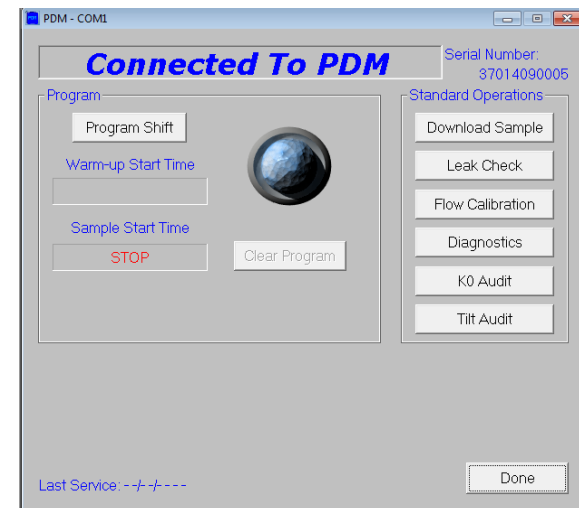 PDM - COM1
Connected To PDM
Serial Number:
37014090005
Program
Program Shift
Warm-up Start Time
Sample Start Time
STOP
Clear Program
Standard Operations
Download Sample
Leak Check
Flow Calibration
Diagnostics
K0 Audit
Tilt Audit
Last Service: --/--/----
Done